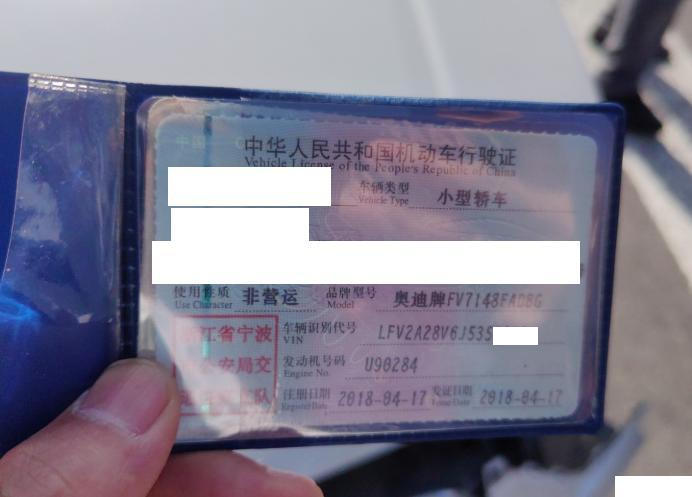 中华人民共和国机动车行驶证
Vehicle License of the People's Republic of China
车辆类型 小型轿车
Vehicle Type
使用性质 非营运 品牌型号 奥迪牌FV7148FADBG
Use Character Model
车辆识别代号 LFV2A28V6J535
VIN
发动机号码 U90284
Engine No.
注册日期 2018-04-17 发证日期 2018-04-17
Register Date Issue Date
江省宁波
安局交
队